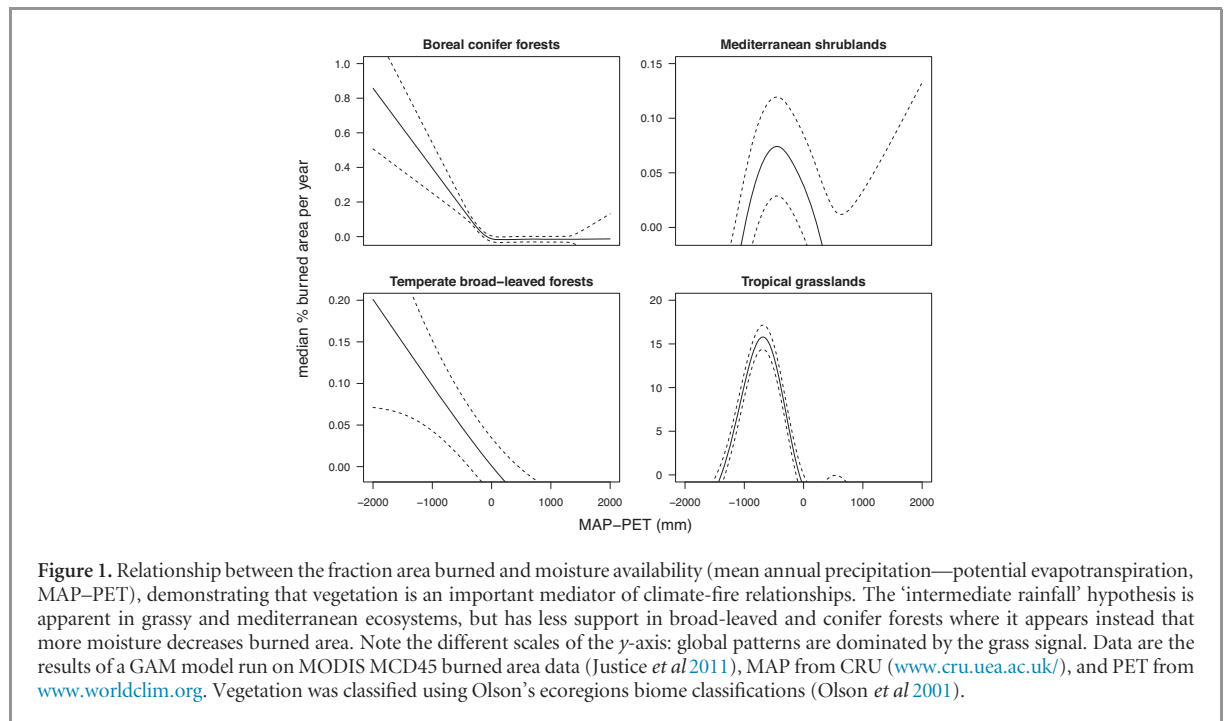 Boreal conifer forests
Mediterranean shrublands
1.0
0.8
0.6
0.4
0.2
0.0
0.15
0.10
0.05
0.00
median % burned area per year
Temperate broad−leaved forests
Tropical grasslands
0.20
0.15
0.10
0.05
0.00
20
15
10
5
0
−2000 −1000 0 1000 2000
−2000 −1000 0 1000 2000
MAP−PET (mm)
Figure 1. Relationship between the fraction area burned and moisture availability (mean annual precipitation—potential evapotranspiration,
MAP–PET), demonstrating that vegetation is an important mediator of climate-fire relationships. The ‘intermediate rainfall’ hypothesis is
apparent in grassy and mediterranean ecosystems, but has less support in broad-leaved and conifer forests where it appears instead that
more moisture decreases burned area. Note the different scales of the y-axis: global patterns are dominated by the grass signal. Data are the
results of a GAM model run on MODIS MCD45 burned area data (Justice et al 2011), MAP from CRU (www.cru.uea.ac.uk/), and PET from
www.worldclim.org. Vegetation was classified using Olson’s ecoregions biome classifications (Olson et al 2001).